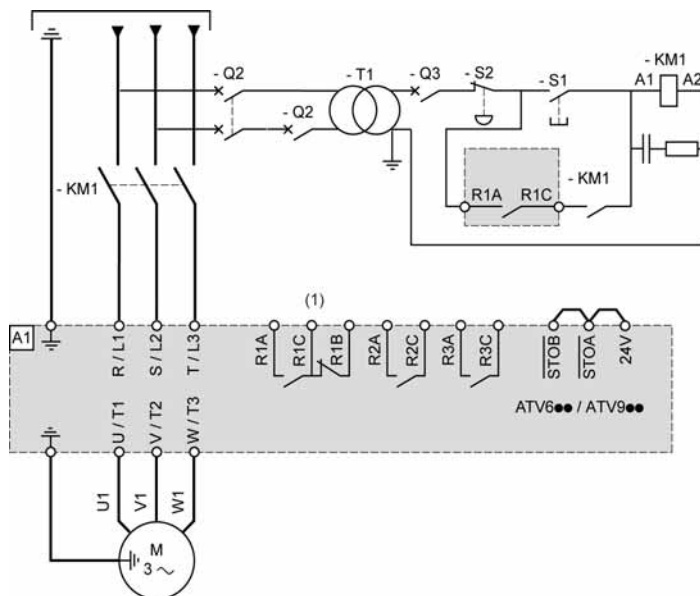 - Q2
- T1
- Q3
- S2
- S1
- KM1
A1
A2
- Q2
- KM1
R1A
R1C
- KM1
(1)
A1
R / L1
S / L2
T / L3
R1A
R1C
R1B
R2A
R2C
R3A
R3C
STOB
STOA
24V
ATV6●● / ATV9●●
U / T1
V / T2
W / T3
U1
V1
W1
M
3 ~